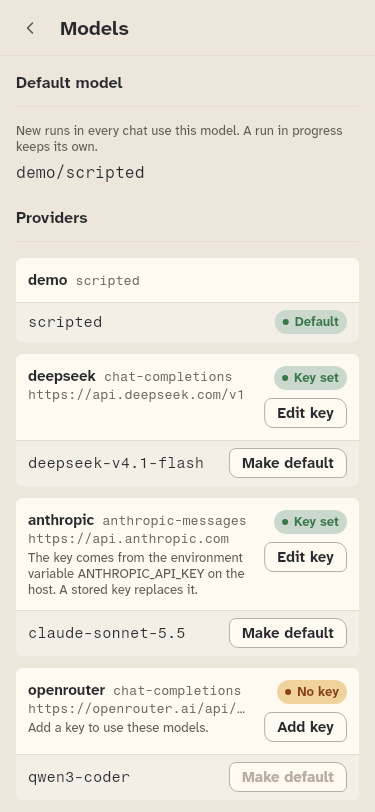 Models
Default model
New runs in every chat use this model. A run in progress
keeps its own.
demo/scripted
Providers
demo scripted
scripted Default
deepseek chat-completions Key set
https://api.deepseek.com/v1
Edit key
deepseek-v4.1-flash Make default
anthropic anthropic-messages Key set
https://api.anthropic.com
The key comes from the environment Edit key
variable ANTHROPIC_API_KEY on the
host. A stored key replaces it.
claude-sonnet-5.5 Make default
openrouter chat-completions No key
https://openrouter.ai/api/…
Add a key to use these models. Add key
qwen3-coder Make default